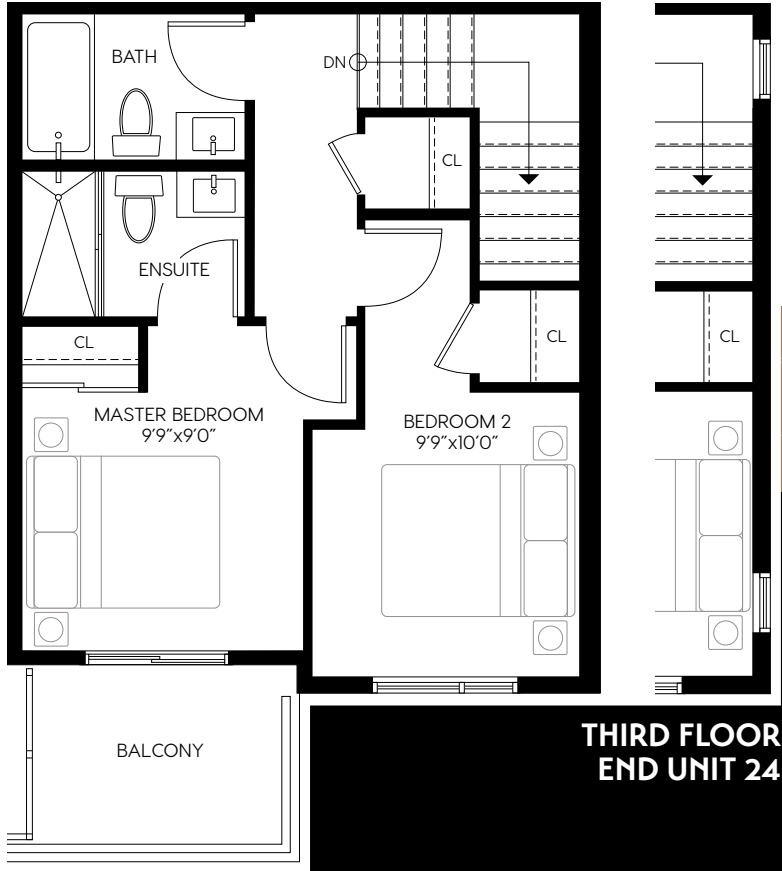 BATH
DN
CL
ENSUITE
CL
CL
CL
MASTER BEDROOM
9'9"x9'0"
BEDROOM 2
9'9"x10'0"
BALCONY
THIRD FLOOR
END UNIT 24